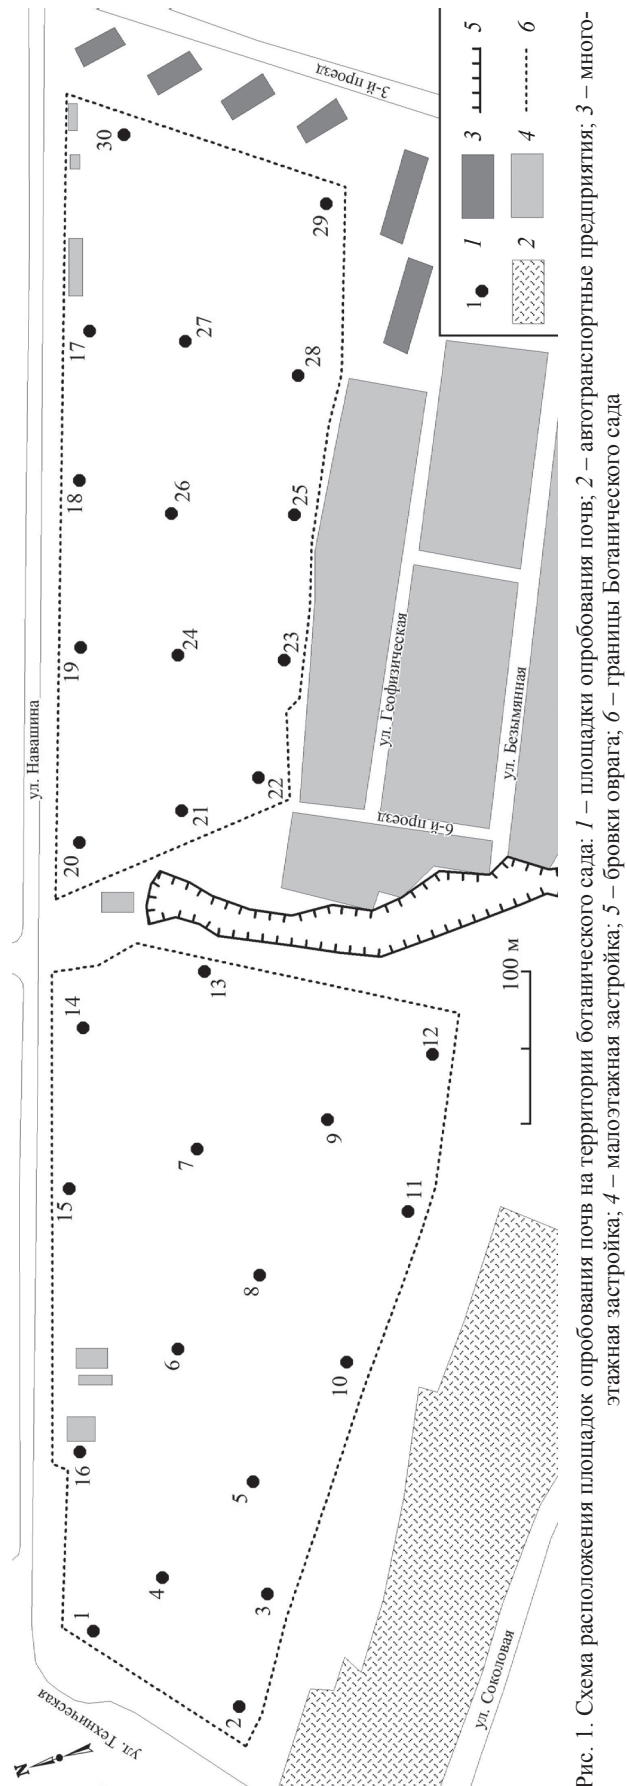 N
ул. Техническая
ул. Навашина
3-й проезд
1
16
15
14
20
19
18
17
30
4
6
7
13
21
24
26
27
2
3
5
8
22
23
25
28
29
10
9
11
12
ул. Соколовая
100 м
6-й проезд
ул. Геофизическая
ул. Безымянная
1 1 3 5
2 4 6
Рис. 1. Схема расположения площадок опробования почв на территории ботанического сада: 1 – площадки опробования почв; 2 – автотранспортные предприятия; 3 – много-
этажная застройка; 4 – малоэтажная застройка; 5 – бровки оврага; 6 – границы Ботанического сада